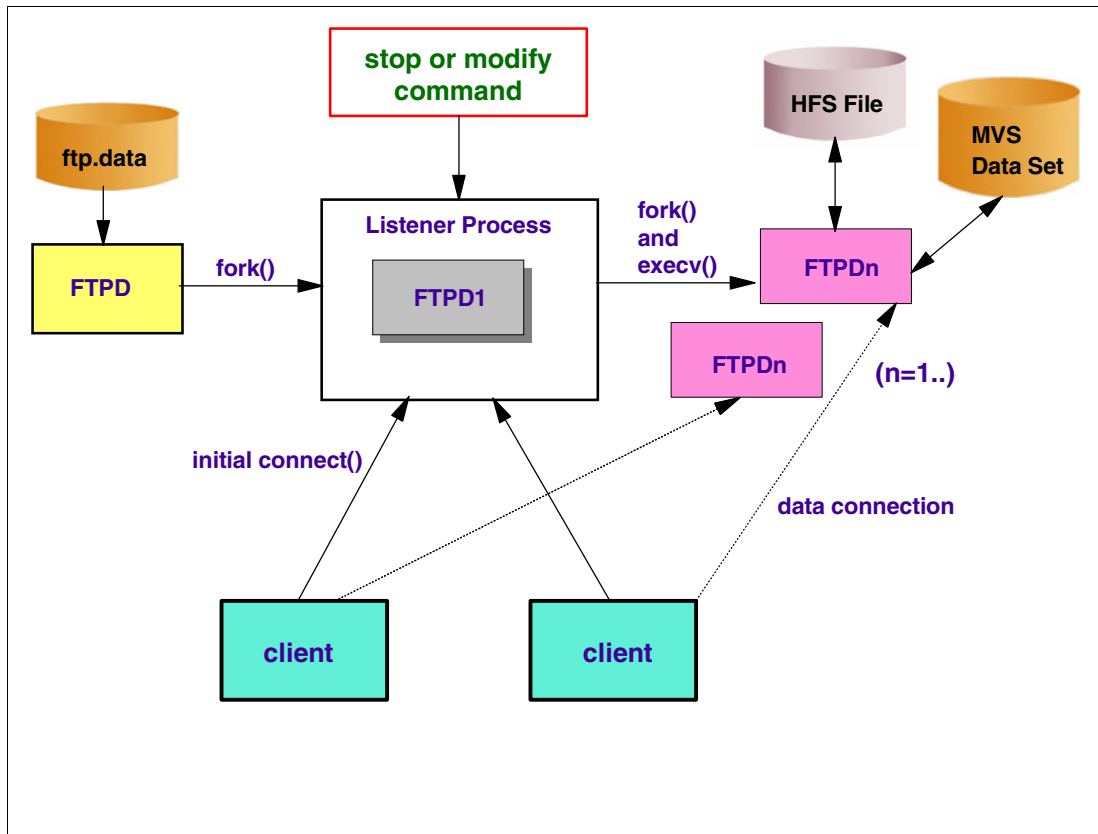 stop or modify
command
HFS File
MVS
Data Set
ftp.data
fork()
and
execv()
Listener Process
FTPD
fork()
FTPD1
FTPDn
FTPDn
(n=1..)
initial connect()
data connection
client
client